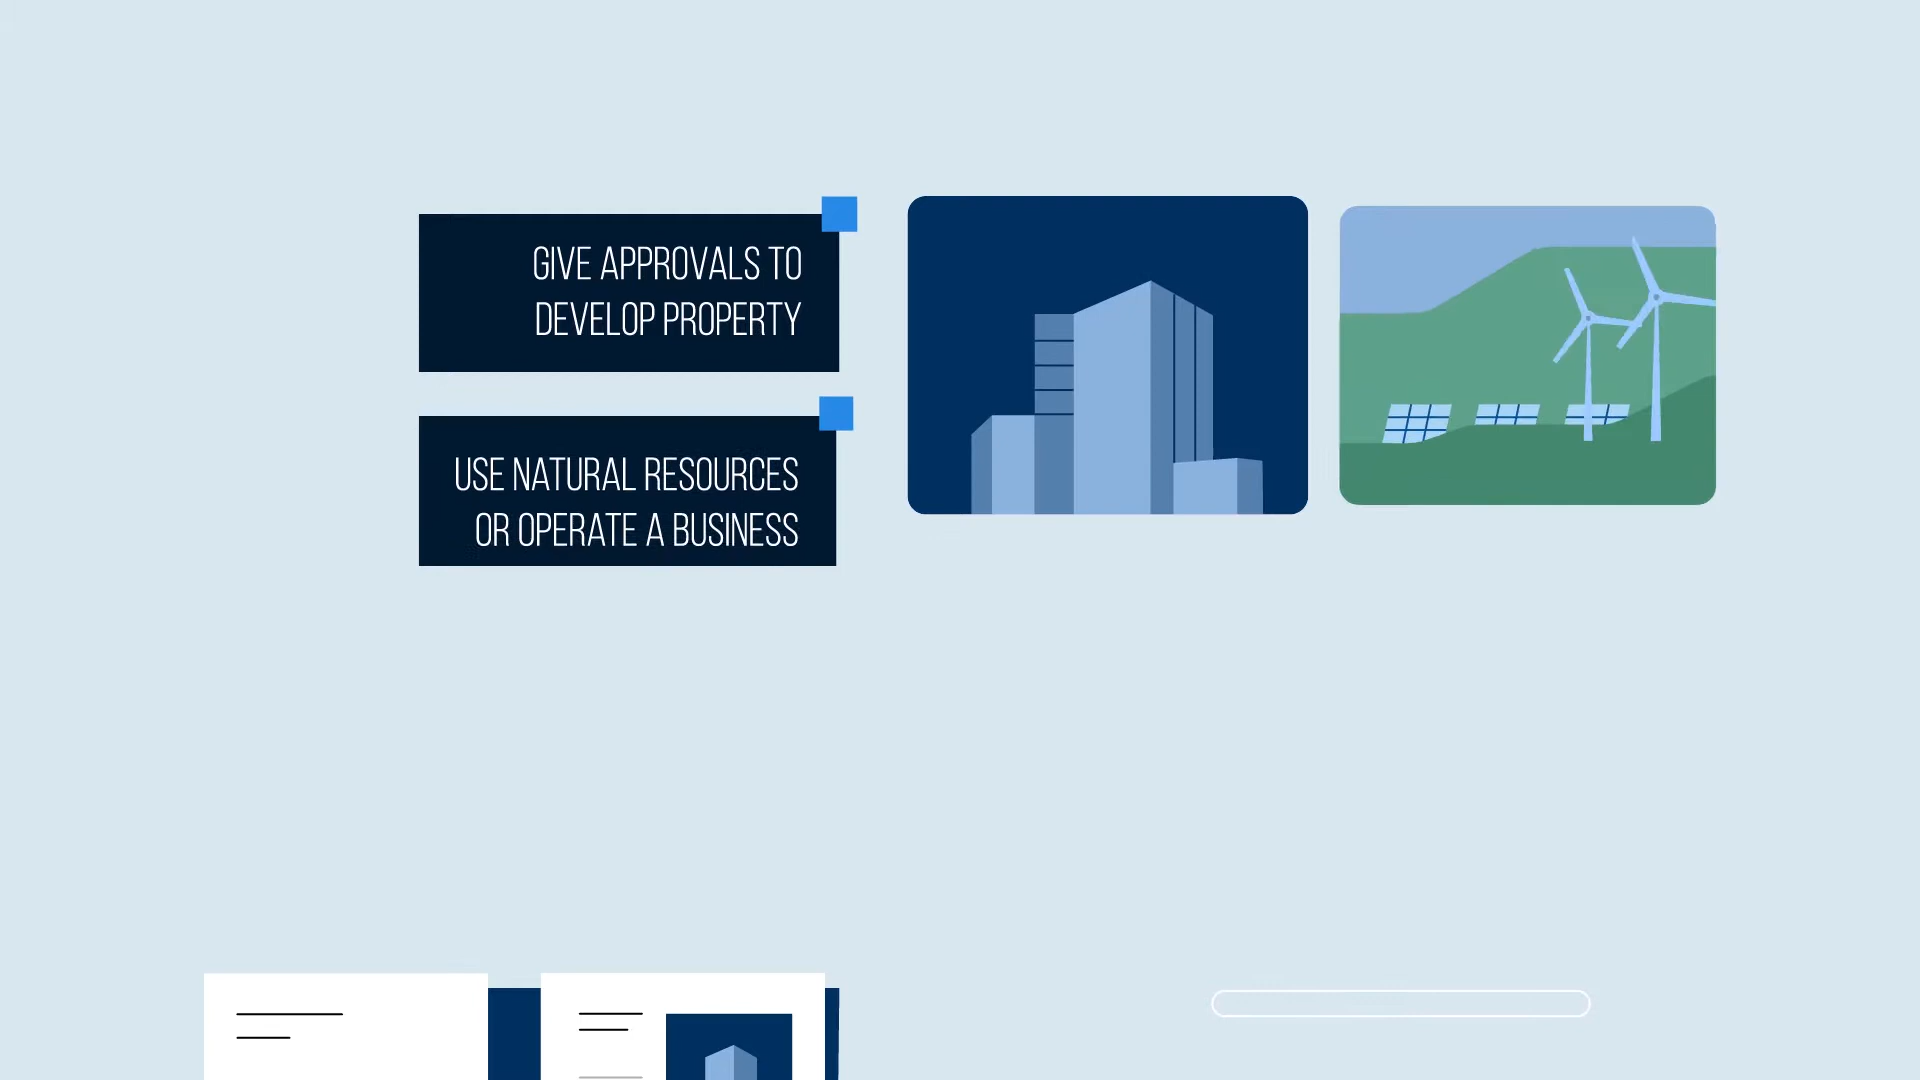 GIVE APPROVALS TO
DEVELOP PROPERTY
USE NATURAL RESOURCES
OR OPERATE A BUSINESS